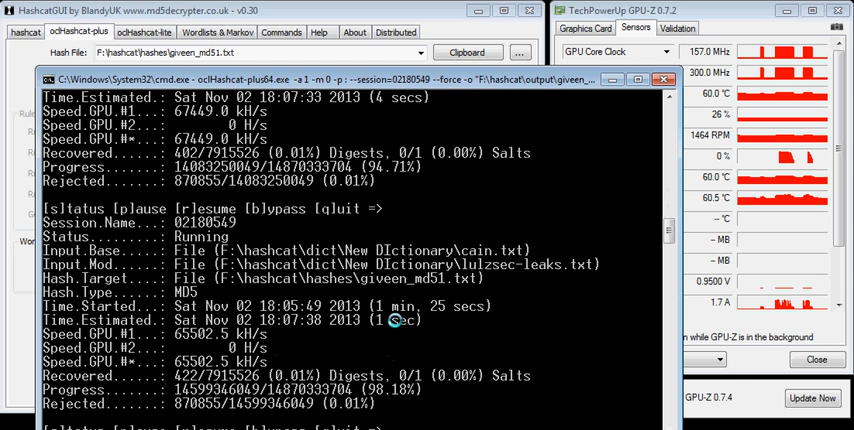 HashcatGUI by BlandyUK :: www.md5decrypter.co.uk - v0.30
hashcat oclHashcat-plus oclHashcat-lite Wordlists & Markov Commands Help About Distributed
Hash File: F:\hashcat\hashes\giveen_md51.txt Clipboard ...
C:\Windows\System32\cmd.exe - oclHashcat-plus64.exe -a 1 -m 0 -p : --session=02180549 --force -o "F:\hashcat\output\giveen_...
Time.Estimated.: Sat Nov 02 18:07:33 2013 (4 secs)
Speed.GPU.#1...: 67449.0 kH/s
Speed.GPU.#2...: 0 H/s
Speed.GPU.#*...: 67449.0 kH/s
Recovered......: 402/7915526 (0.01%) Digests, 0/1 (0.00%) Salts
Progress.......: 14083250049/14870333704 (94.71%)
Rejected.......: 870855/14083250049 (0.01%)
[s]tatus [p]ause [r]esume [b]ypass [q]uit =>
Session.Name...: 02180549
Status.........: Running
Input.Base.....: File (F:\hashcat\dict\New DIctionary\cain.txt)
Input.Mod......: File (F:\hashcat\dict\New DIctionary\lulzsec-leaks.txt)
Hash.Target....: File (F:\hashcat\hashes\giveen_md51.txt)
Hash.Type......: MD5
Time.Started...: Sat Nov 02 18:05:49 2013 (1 min, 25 secs)
Time.Estimated.: Sat Nov 02 18:07:38 2013 (1 sec)
Speed.GPU.#1...: 65502.5 kH/s
Speed.GPU.#2...: 0 H/s
Speed.GPU.#*...: 65502.5 kH/s
Recovered......: 422/7915526 (0.01%) Digests, 0/1 (0.00%) Salts
Progress.......: 14599346049/14870333704 (98.18%)
Rejected.......: 870855/14599346049 (0.01%)
[s]tatus [p]ause [r]esume [b]ypass [q]uit =>
TechPowerUp GPU-Z 0.7.2
Graphics Card Sensors Validation
GPU Core Clock 157.0 MHz
300.0 MHz
60.0 °C
26 %
1464 RPM
0 %
60.0 °C
60.5 °C
-- °C
-- MB
-- MB
0.9500 V
1.7 A
n while GPU-Z is in the background
Close
GPU-Z 0.7.4 Update Now